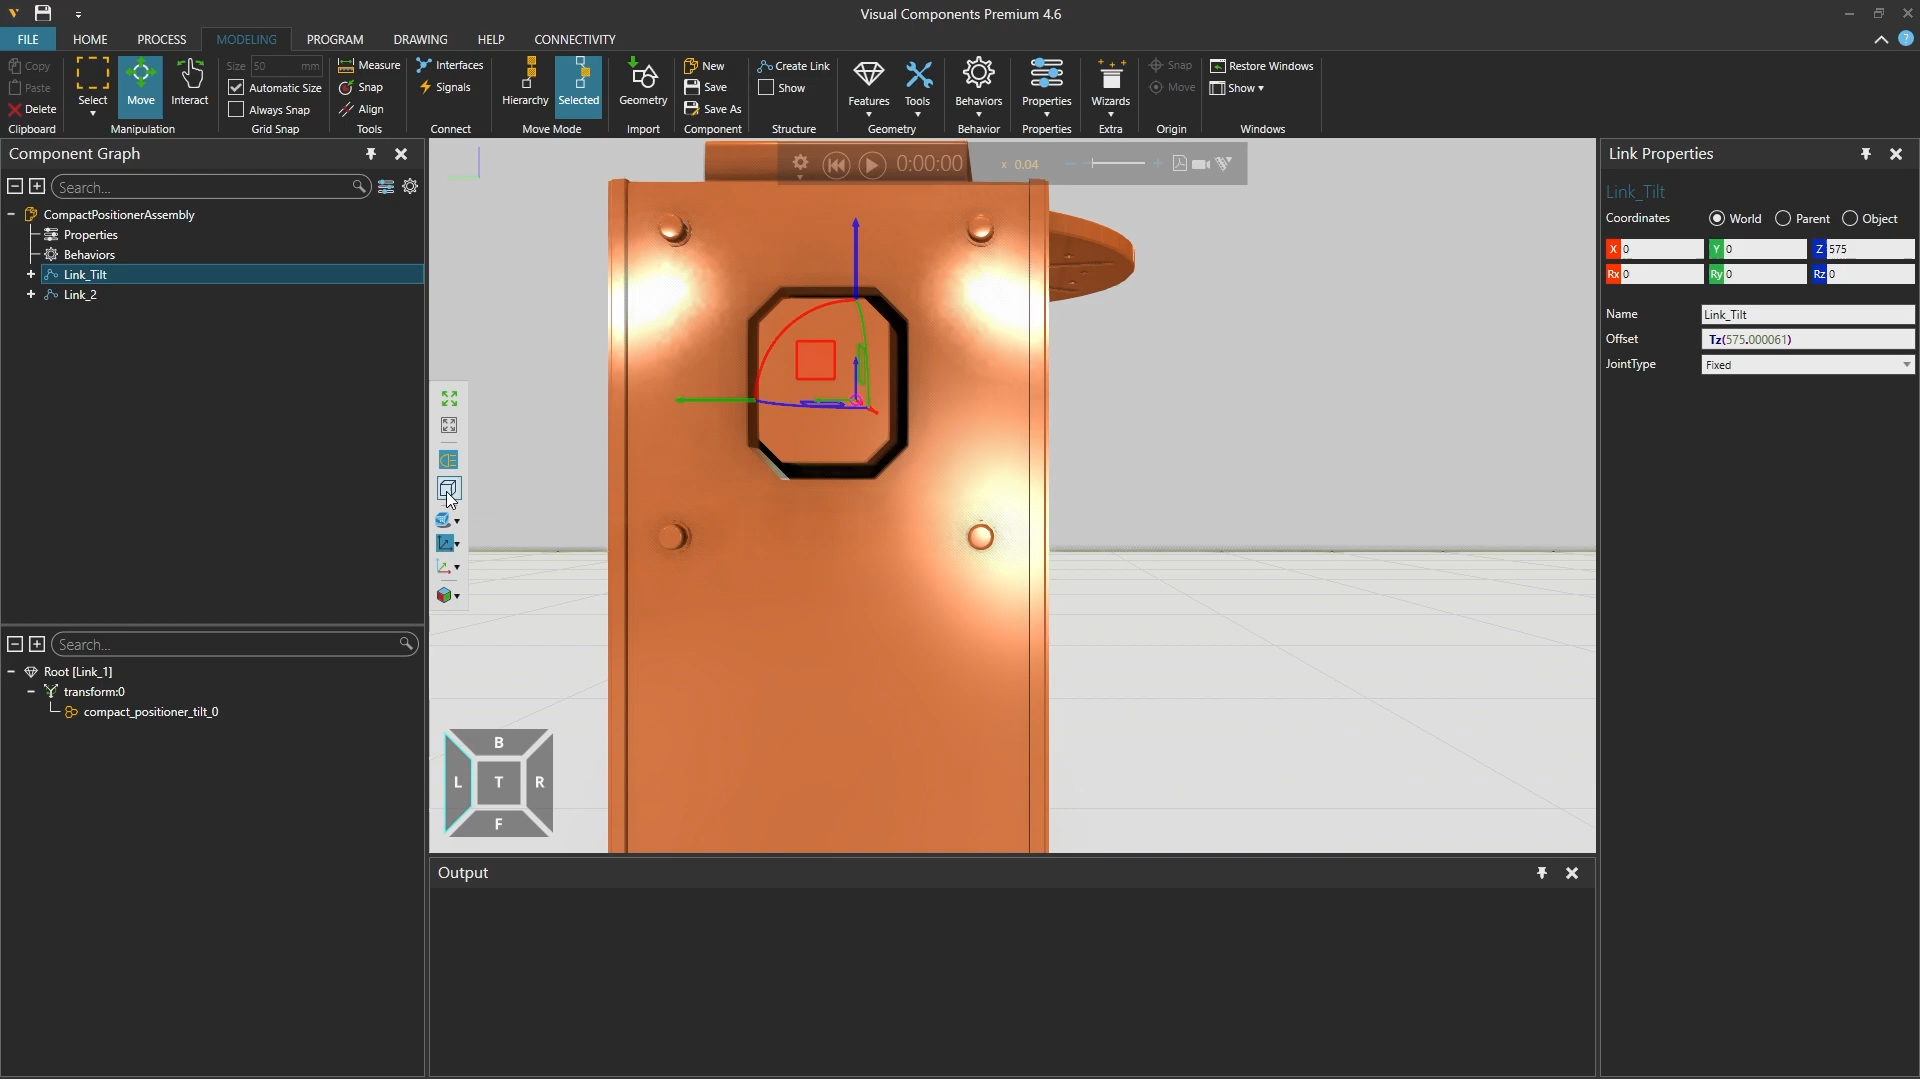 Visual Components Premium 4.6
FILE HOME PROCESS MODELING PROGRAM DRAWING HELP CONNECTIVITY
Copy
Paste
Delete
Clipboard
Select
Move
Interact
Manipulation
Size 50 mm
Automatic Size
Always Snap
Grid Snap
Measure
Snap
Align
Tools
Interfaces
Signals
Connect
Hierarchy
Selected
Move Mode
Geometry
Import
New
Save
Save As
Component
Create Link
Show
Structure
Features
Tools
Geometry
Behaviors
Behavior
Properties
Properties
Wizards
Extra
Snap
Move
Origin
Restore Windows
Show
Windows
Component Graph
Search...
CompactPositionerAssembly
Properties
Behaviors
Link_Tilt
Link_2
Search...
Root [Link_1]
transform:0
compact_positioner_tilt_0
0:00:00
x 0.04
B
L T R
F
Output
Link Properties
Link_Tilt
Coordinates World Parent Object
X 0 Y 0 Z 575
Rx 0 Ry 0 Rz 0
Name Link_Tilt
Offset Tz(575.000061)
JointType Fixed